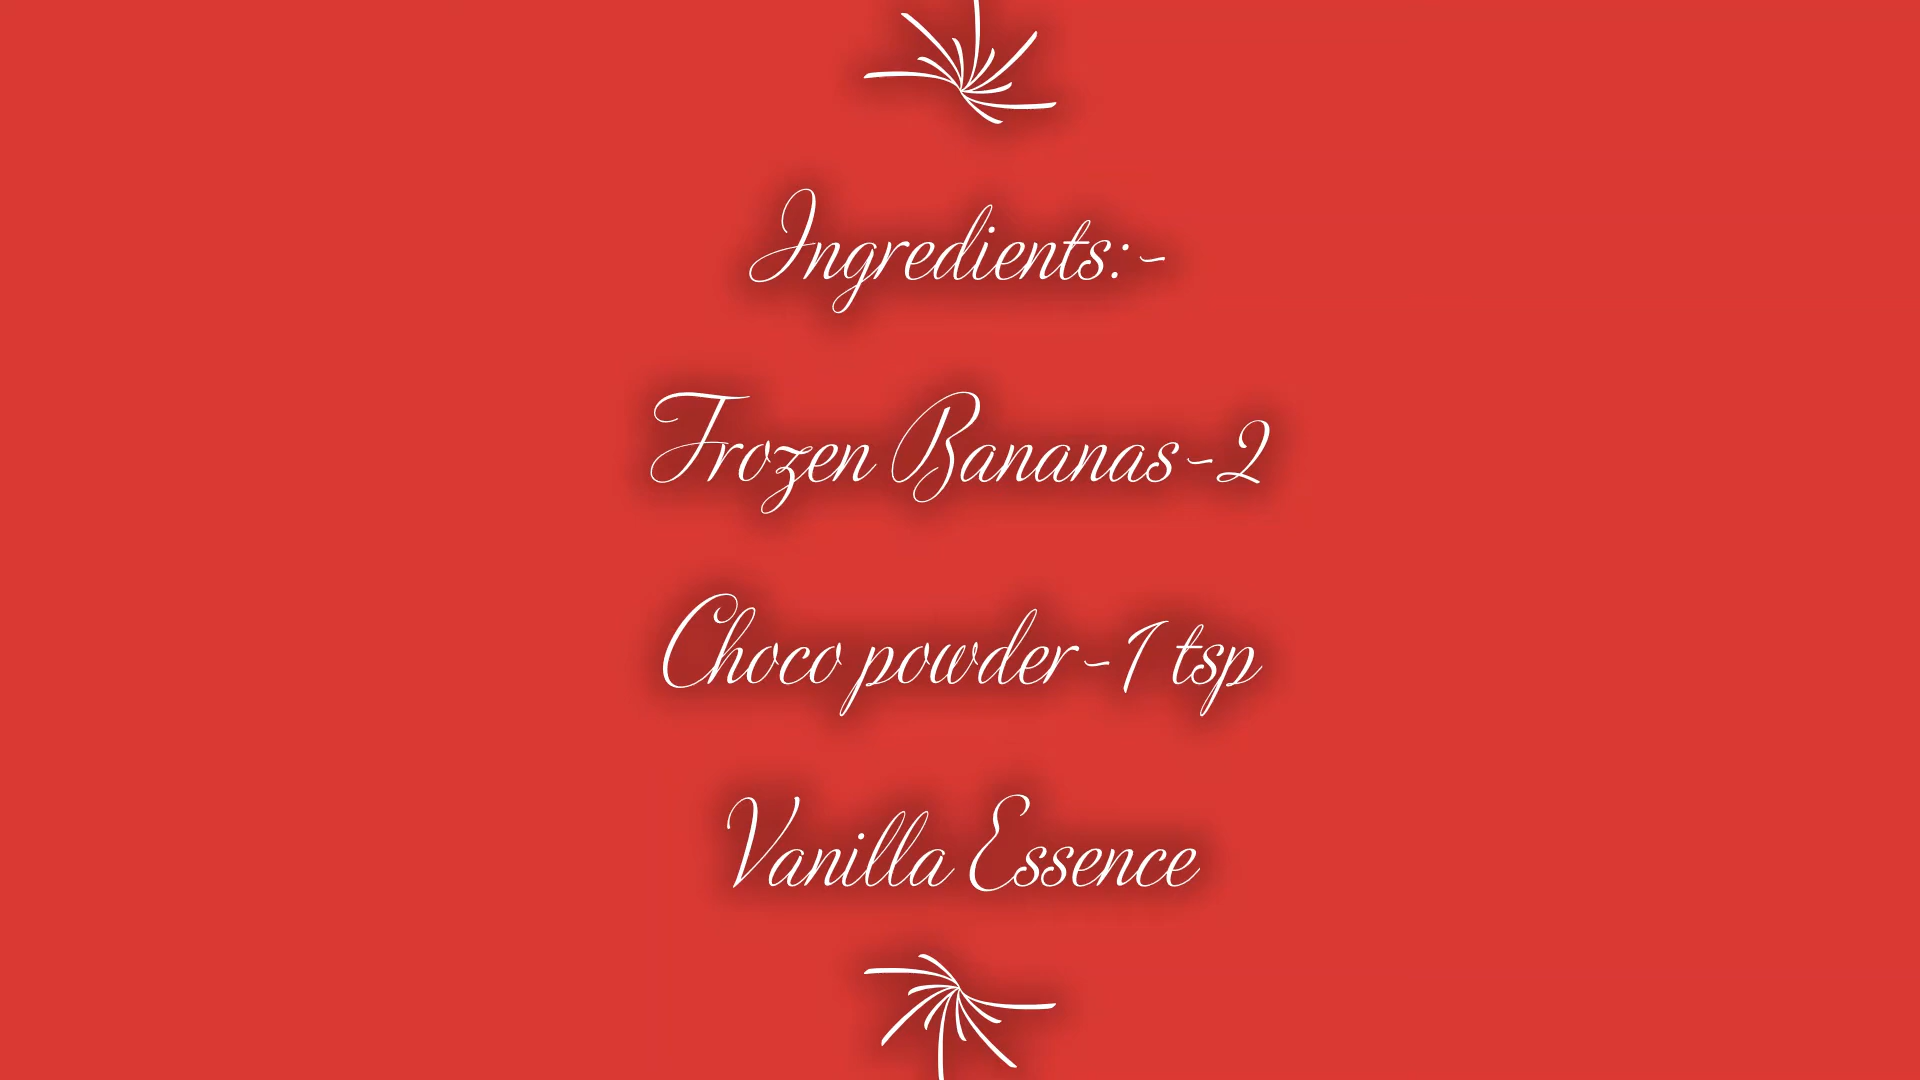 Ingredients:-
Frozen Bananas-2
Choco powder-1 tsp
Vanilla Essence